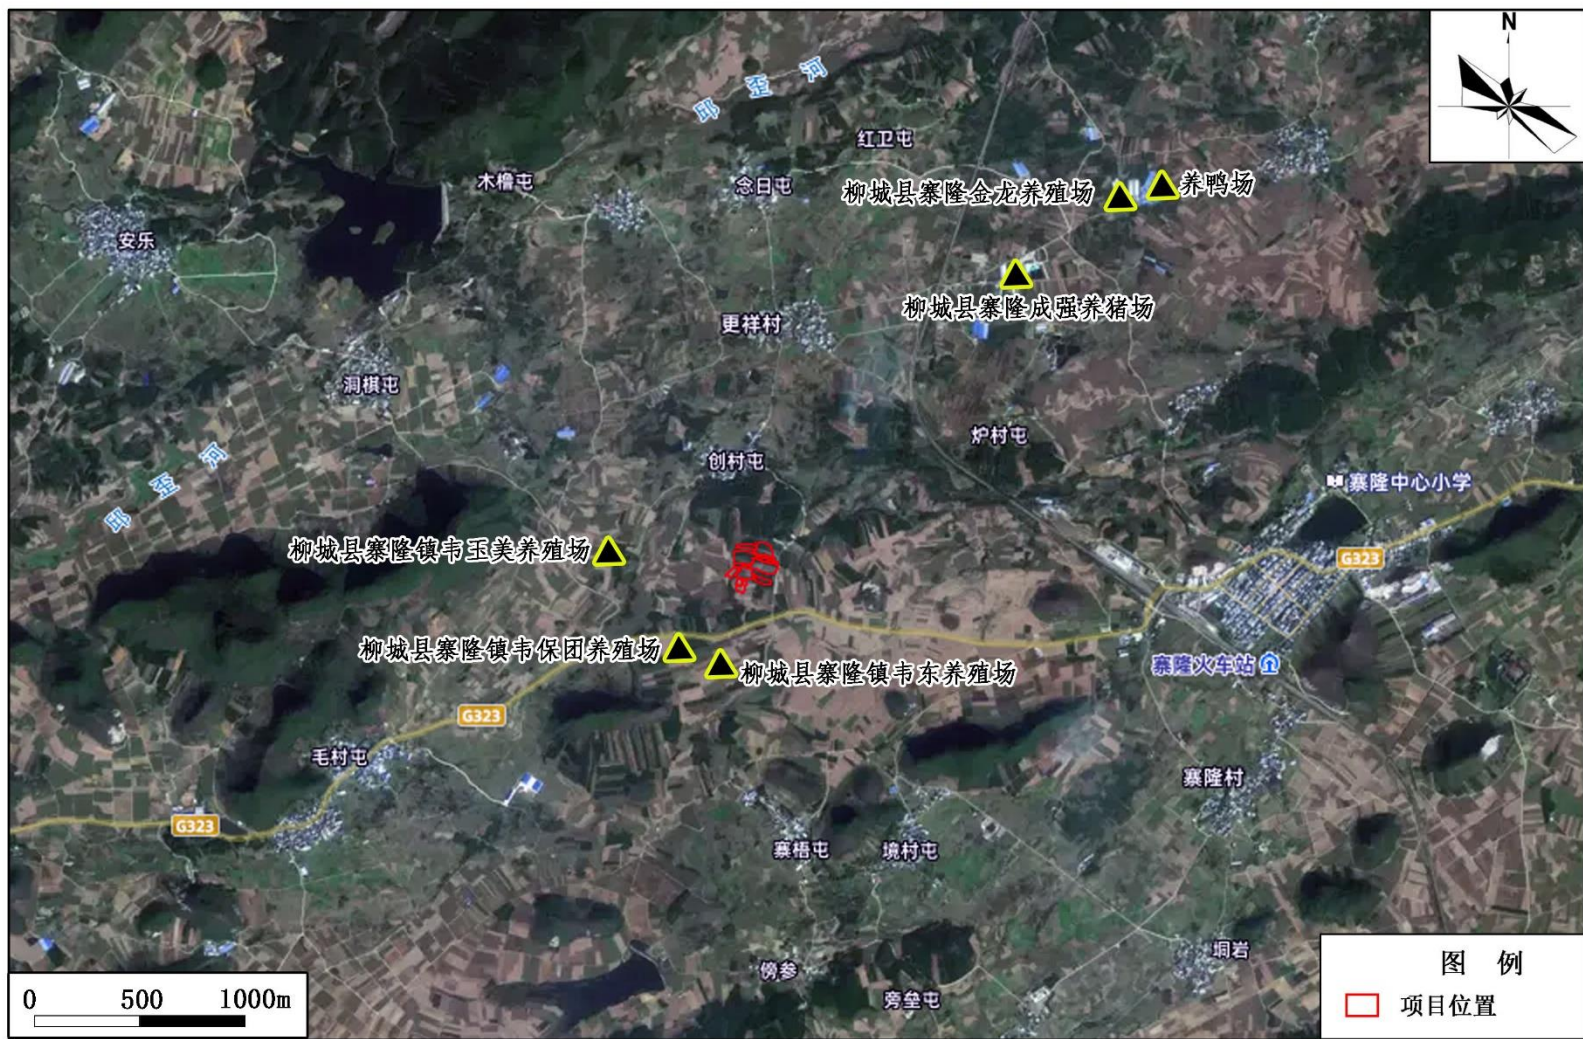 N
邱歪河
红卫屯
木橹屯
念日屯
柳城县寨隆金龙养殖场
养鸭场
安乐
柳城县寨隆成强养猪场
更祥村
洞棋屯
炉村屯
创村屯
邱歪河
寨隆中心小学
柳城县寨隆镇韦玉美养殖场
G323
柳城县寨隆镇韦保团养殖场
柳城县寨隆镇韦东养殖场
寨隆火车站
G323
毛村屯
寨隆村
G323
寨梧屯
境村屯
垌岩
傍参
旁垒屯
图 例
项目位置
0 500 1000m